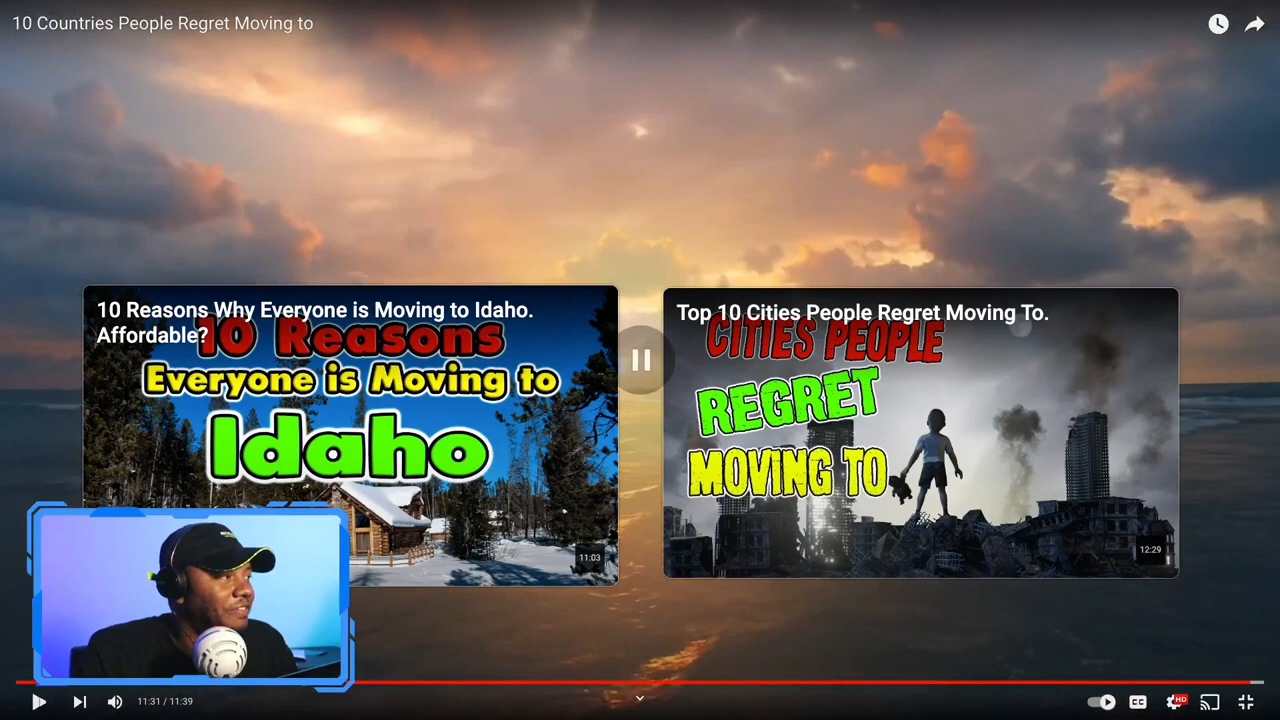 10 Countries People Regret Moving to
10 Reasons Why Everyone is Moving to Idaho.
Affordable?
10 Reasons
Everyone is Moving to
Idaho
11:03
Top 10 Cities People Regret Moving To.
CITIES PEOPLE
REGRET
MOVING TO
12:29
11:31 / 11:39
CC
HD